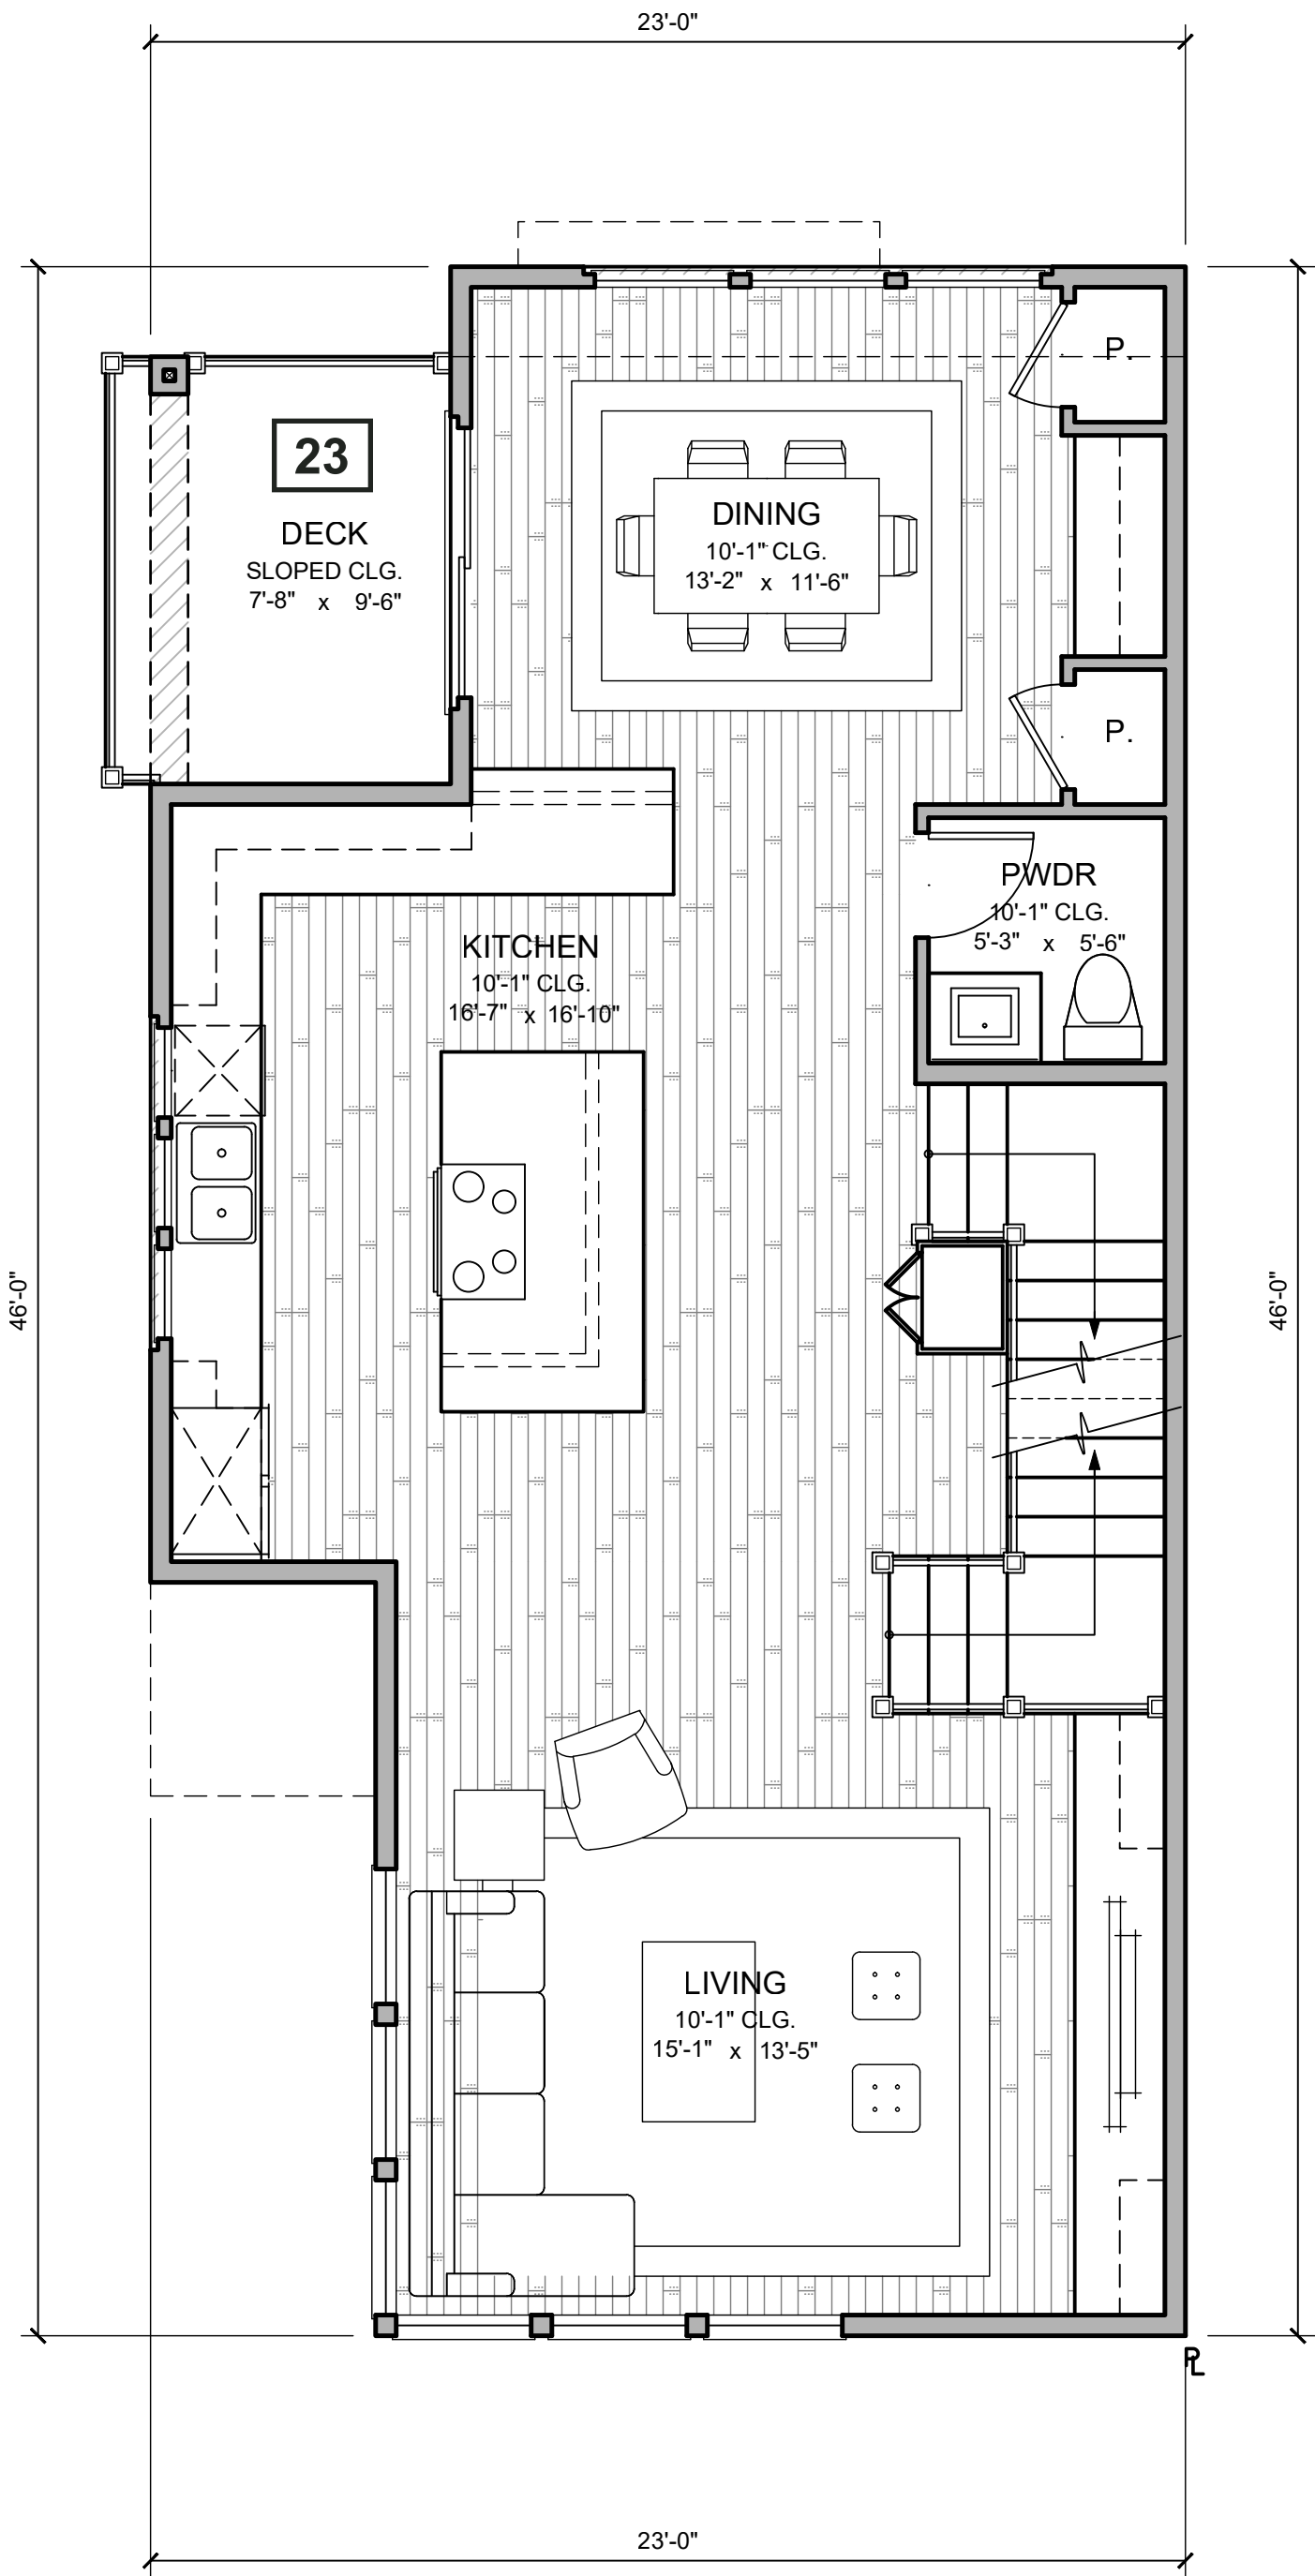 23'-0"
P.
23
DECK
SLOPED CLG.
7'-8" x 9'-6"
DINING
10'-1" CLG.
13'-2" x 11'-6"
P.
PWDR
10'-1" CLG.
5'-3" x 5'-6"
KITCHEN
10'-1" CLG.
16'-7" x 16'-10"
46'-0"
46'-0"
LIVING
10'-1" CLG.
15'-1" x 13'-5"
PL
23'-0"